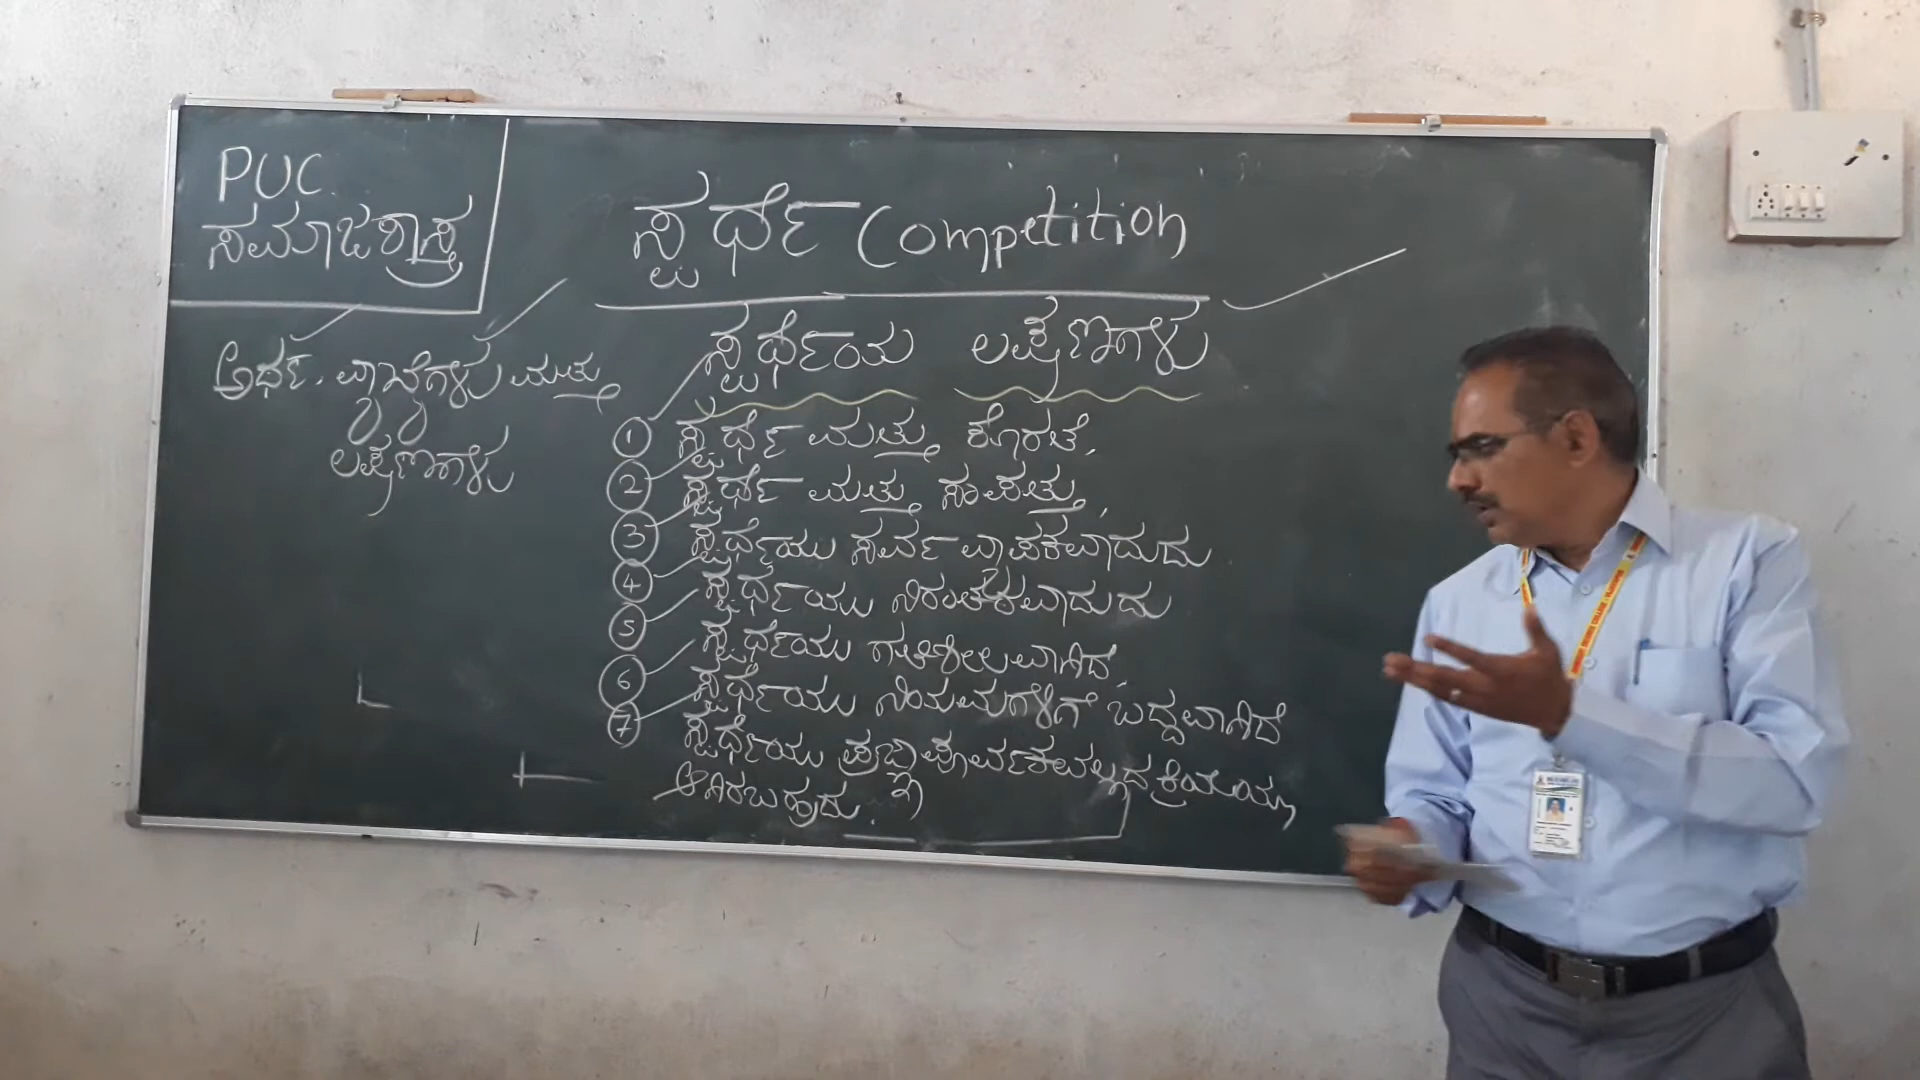 PUC
ಸಮಾಜಶಾಸ್ತ್ರ
ಸ್ಪರ್ಧೆ Competition
ಅರ್ಥ, ವ್ಯಾಖ್ಯೆಗಳು ಮತ್ತು
ಲಕ್ಷಣಗಳು
ಸ್ಪರ್ಧೆಯ ಲಕ್ಷಣಗಳು
1 ಸ್ಪರ್ಧೆ ಮತ್ತು ಕೊರತೆ.
2 ಸ್ಪರ್ಧೆ ಮತ್ತು ಸಂಪತ್ತು.
3 ಸ್ಪರ್ಧೆಯು ಸರ್ವವ್ಯಾಪಕವಾದುದು.
4 ಸ್ಪರ್ಧೆಯು ನಿರಂತರವಾದುದು
5 ಸ್ಪರ್ಧೆಯು ಗತಿಶೀಲವಾಗಿದೆ.
6 ಸ್ಪರ್ಧೆಯು ನಿಯಮಗಳಿಗೆ ಬದ್ದವಾಗಿದೆ
7 ಸ್ಪರ್ಧೆಯು ಪ್ರಜ್ಞಾಪೂರ್ವಕವಲ್ಲದ ಕ್ರಿಯೆಯೂ
ಆಗಿರಬಹುದು.